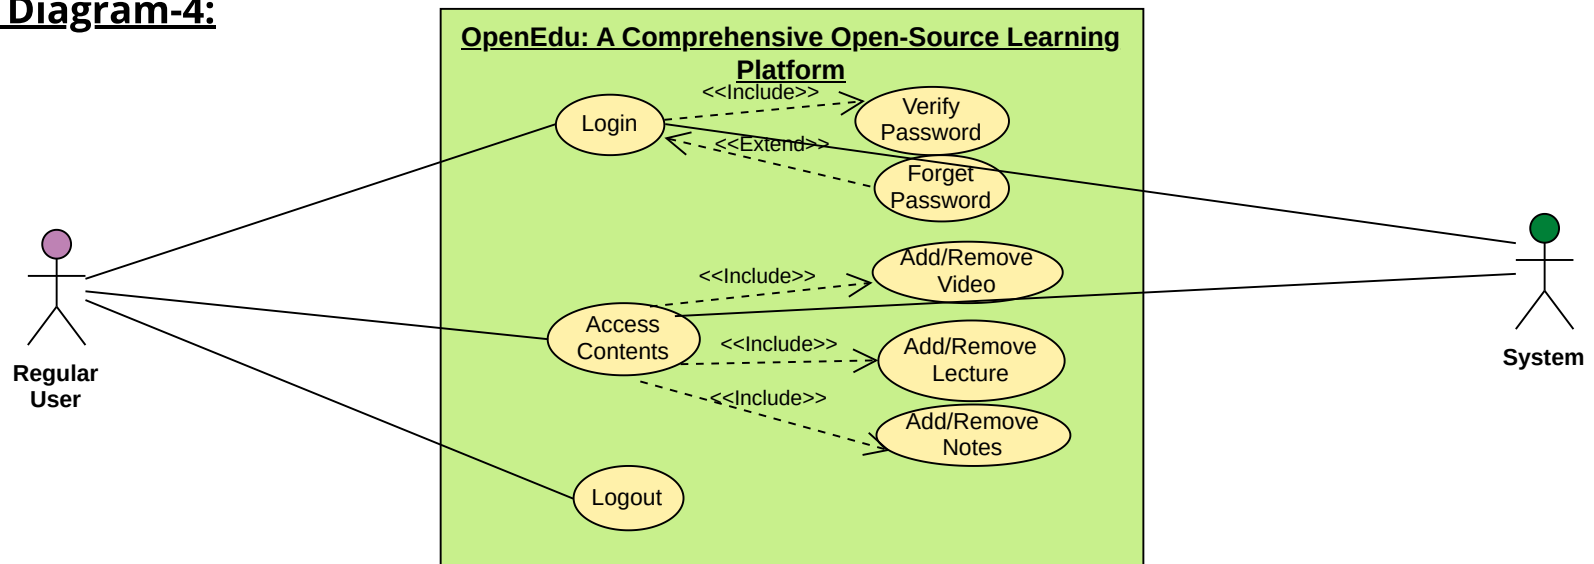 Diagram-4:
OpenEdu: A Comprehensive Open-Source Learning
Platform
<<Include>>
Login
Verify
Password
<<Extend>>
Forget
Password
<<Include>>
Add/Remove
Video
Access
Contents
<<Include>>
Add/Remove
Lecture
<<Include>>
Add/Remove
Notes
Logout
Regular
User
System